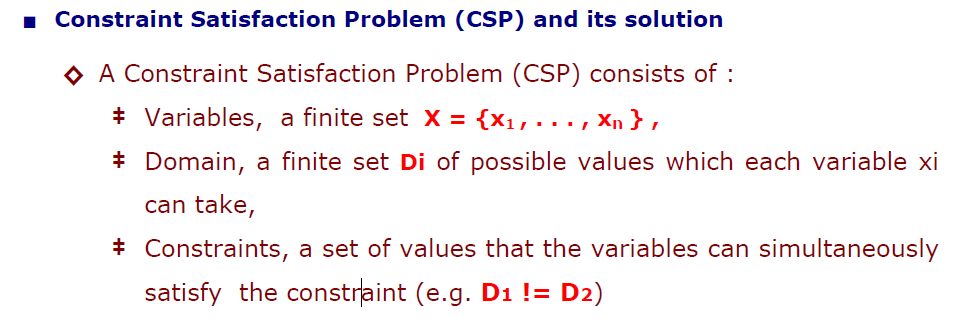 ▪ Constraint Satisfaction Problem (CSP) and its solution
◊ A Constraint Satisfaction Problem (CSP) consists of :
‡ Variables, a finite set X = {x₁,...,xₙ},
‡ Domain, a finite set Di of possible values which each variable xi
can take,
‡ Constraints, a set of values that the variables can simultaneously
satisfy the constraint (e.g. D1 != D2)